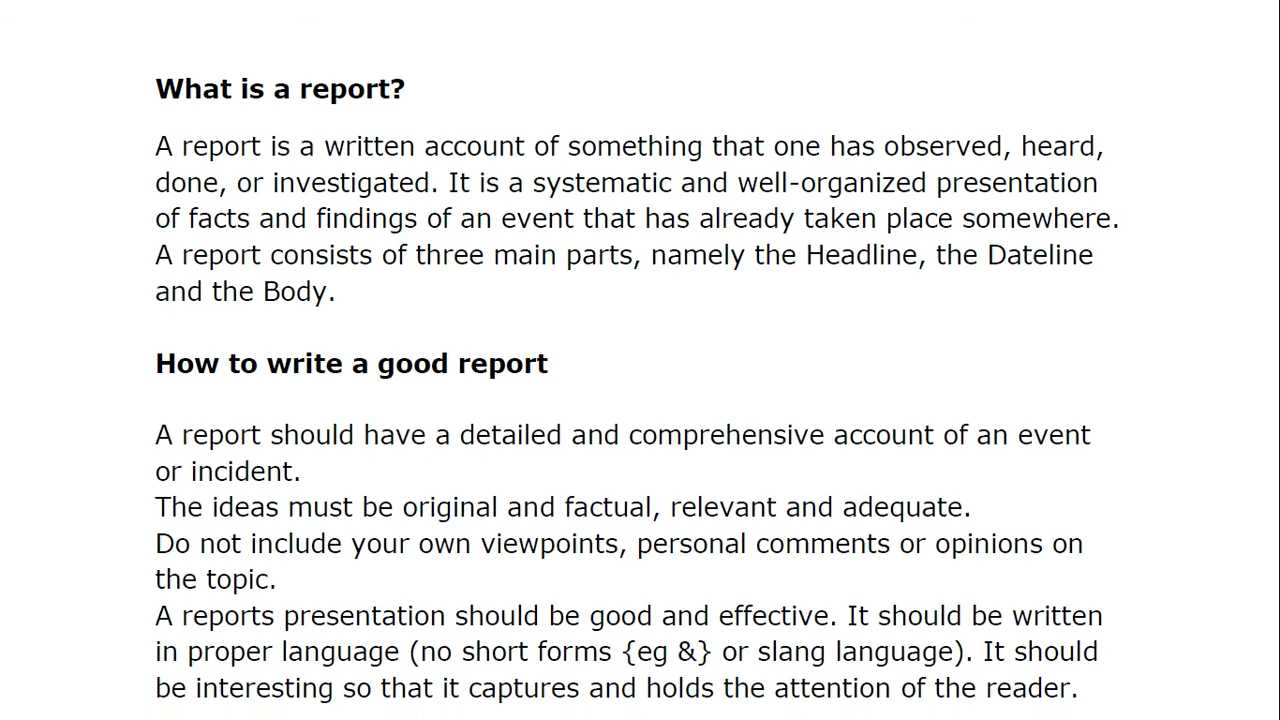 What is a report?
A report is a written account of something that one has observed, heard,
done, or investigated. It is a systematic and well-organized presentation
of facts and findings of an event that has already taken place somewhere.
A report consists of three main parts, namely the Headline, the Dateline
and the Body.
How to write a good report
A report should have a detailed and comprehensive account of an event
or incident.
The ideas must be original and factual, relevant and adequate.
Do not include your own viewpoints, personal comments or opinions on
the topic.
A reports presentation should be good and effective. It should be written
in proper language (no short forms {eg &} or slang language). It should
be interesting so that it captures and holds the attention of the reader.